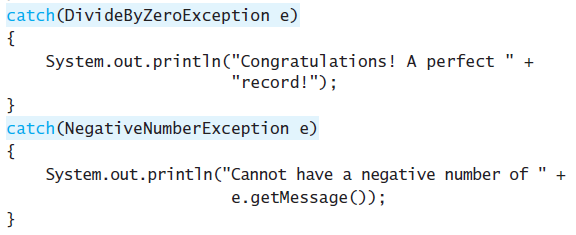 catch(DivideByZeroException e)
{
    System.out.println("Congratulations! A perfect " +
                       "record!");
}
catch(NegativeNumberException e)
{
    System.out.println("Cannot have a negative number of " +
                       e.getMessage());
}